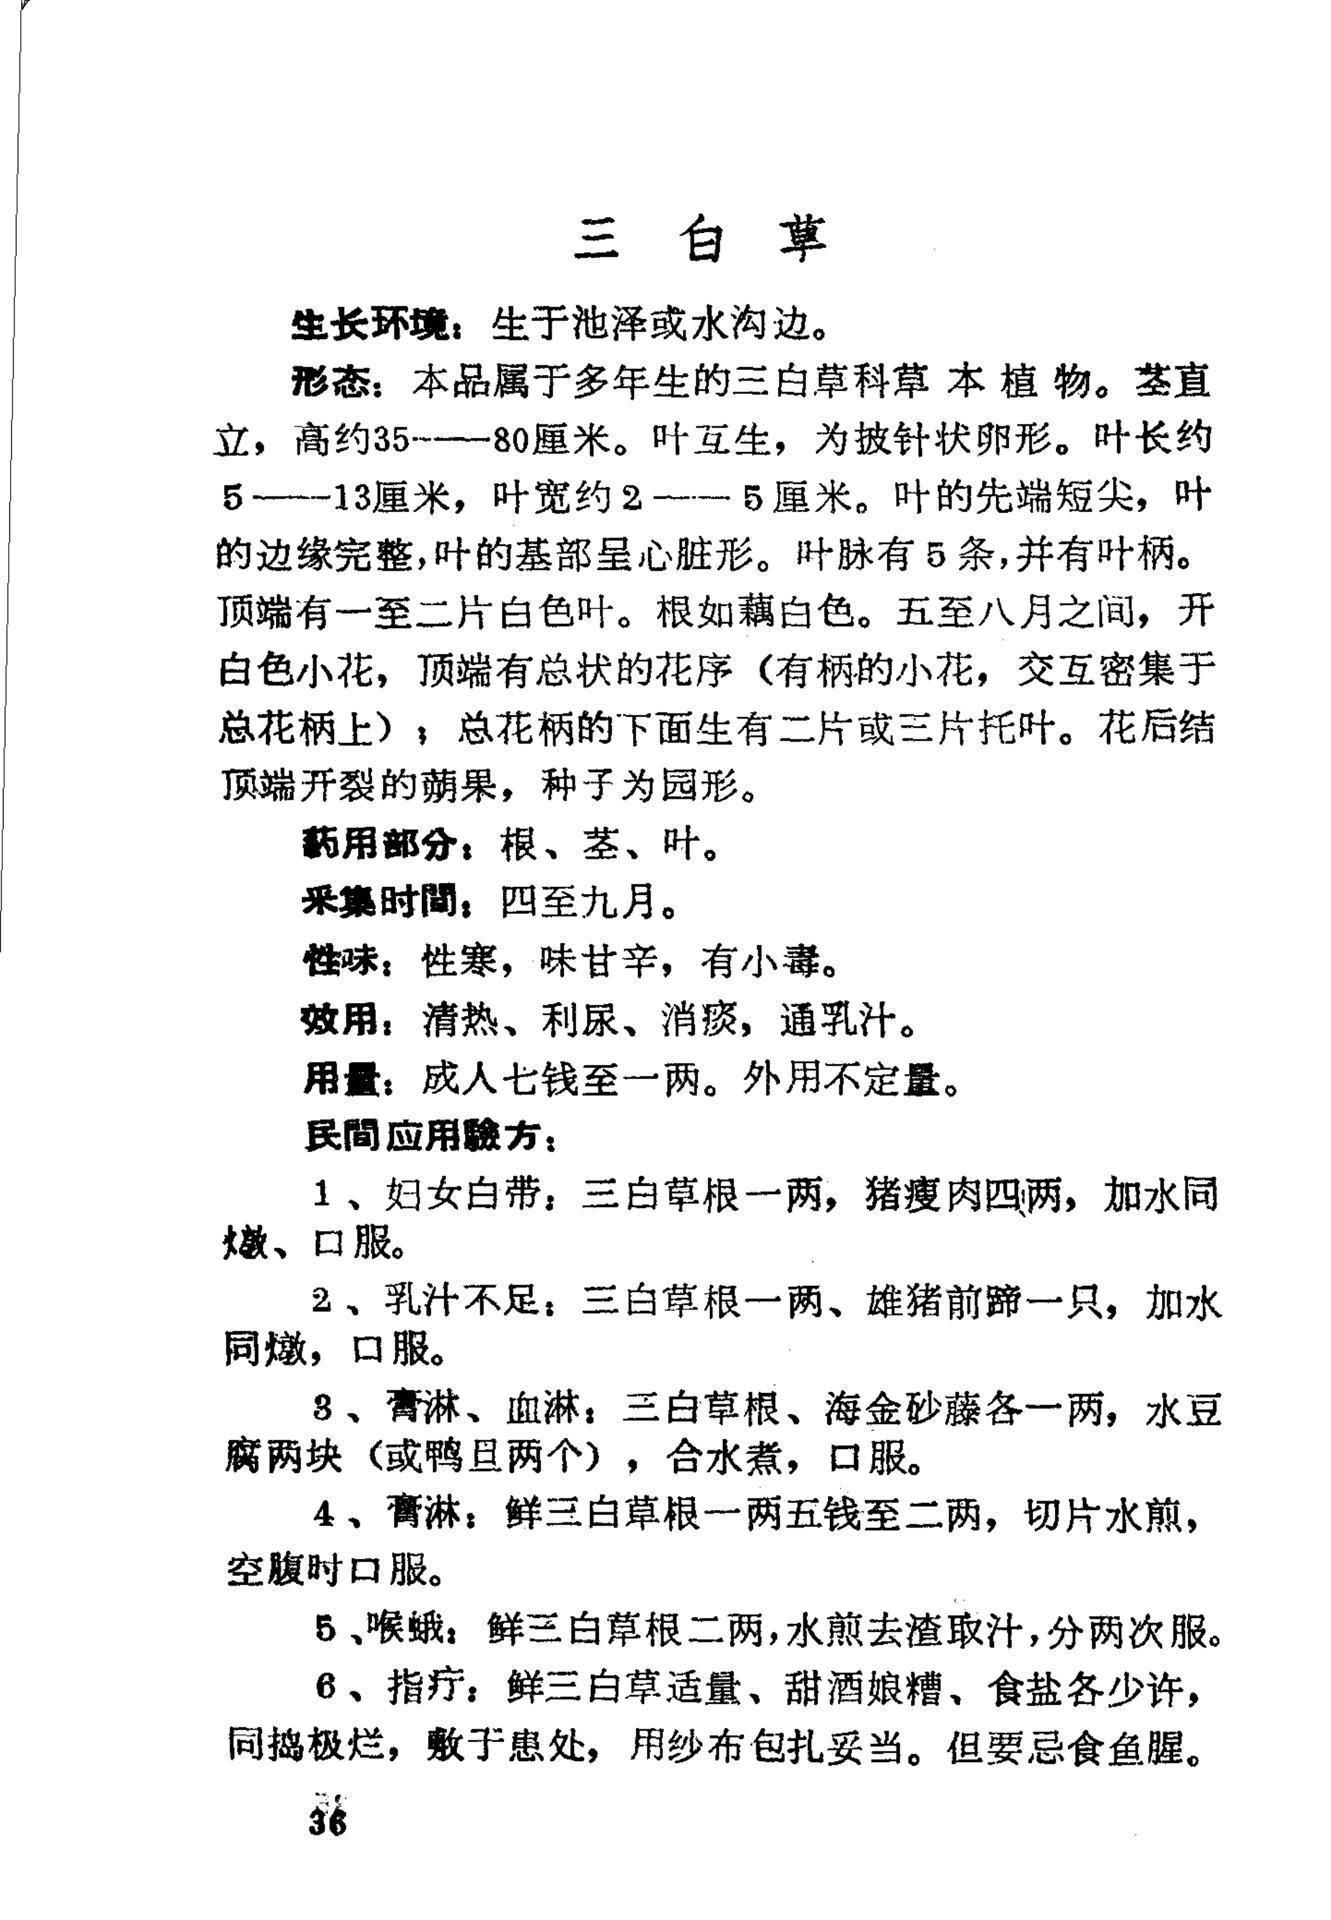 三白草
生长环境：生于池泽或水沟边。
形态：本品属于多年生的三白草科草本植物。茎直
立，高约35——80厘米。叶互生，为披针状卵形。叶长约
5——13厘米，叶宽约2——5厘米。叶的先端短尖，叶
的边缘完整，叶的基部呈心脏形。叶脉有5条，并有叶柄。
顶端有一至二片白色叶。根如藕白色。五至八月之间，开
白色小花，顶端有总状的花序（有柄的小花，交互密集于
总花柄上）；总花柄的下面生有二片或三片托叶。花后结
顶端开裂的蒴果，种子为园形。
药用部分：根、茎、叶。
采集时間：四至九月。
性味：性寒，味甘辛，有小毒。
效用：清热、利尿、消痰，通乳汁。
用量：成人七钱至一两。外用不定量。
民間应用驗方：
1、妇女白带：三白草根一两，猪瘦肉四两，加水同
燉、口服。
2、乳汁不足：三白草根一两、雄猪前蹄一只，加水
同燉，口服。
3、膏淋、血淋：三白草根、海金砂藤各一两，水豆
腐两块（或鸭旦两个），合水煮，口服。
4、膏淋：鲜三白草根一两五钱至二两，切片水煎，
空腹时口服。
5、喉蛾：鲜三白草根二两，水煎去渣取汁，分两次服。
6、指疔：鲜三白草适量、甜酒娘糟、食盐各少许，
同捣极烂，敷于患处，用纱布包扎妥当。但要忌食鱼腥。
36